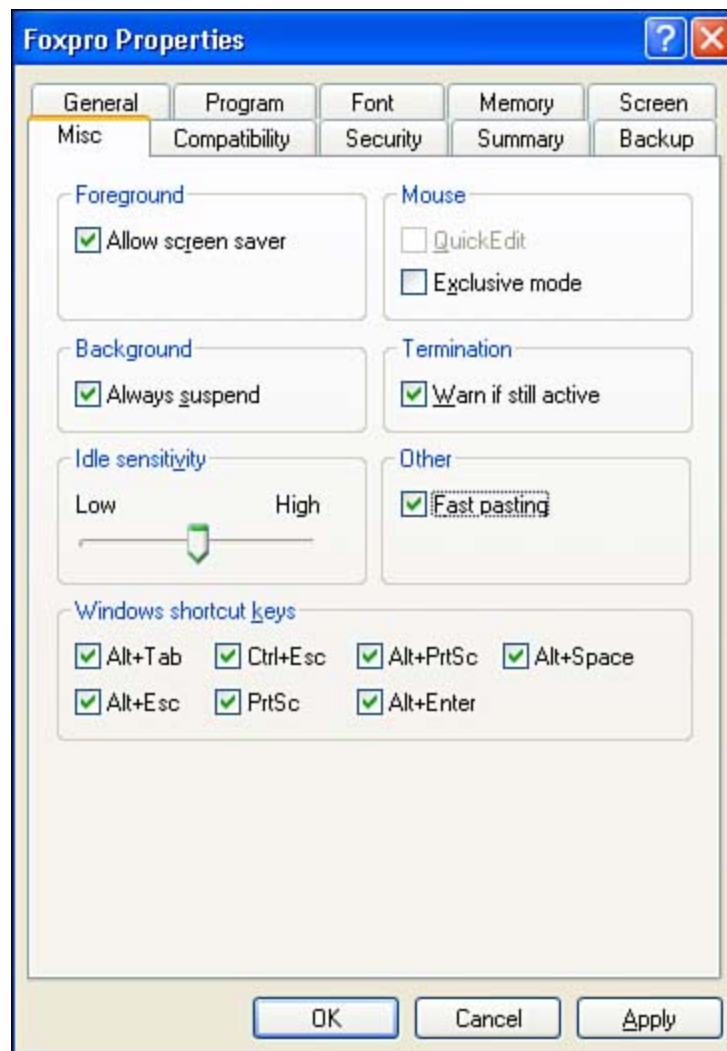 Foxpro Properties
General Program Font Memory Screen
Misc Compatibility Security Summary Backup
Foreground Mouse
Allow screen saver QuickEdit
Exclusive mode
Background Termination
Always suspend Warn if still active
Idle sensitivity Other
Low High Fast pasting
Windows shortcut keys
Alt+Tab Ctrl+Esc Alt+PrtSc Alt+Space
Alt+Esc PrtSc Alt+Enter
OK Cancel Apply